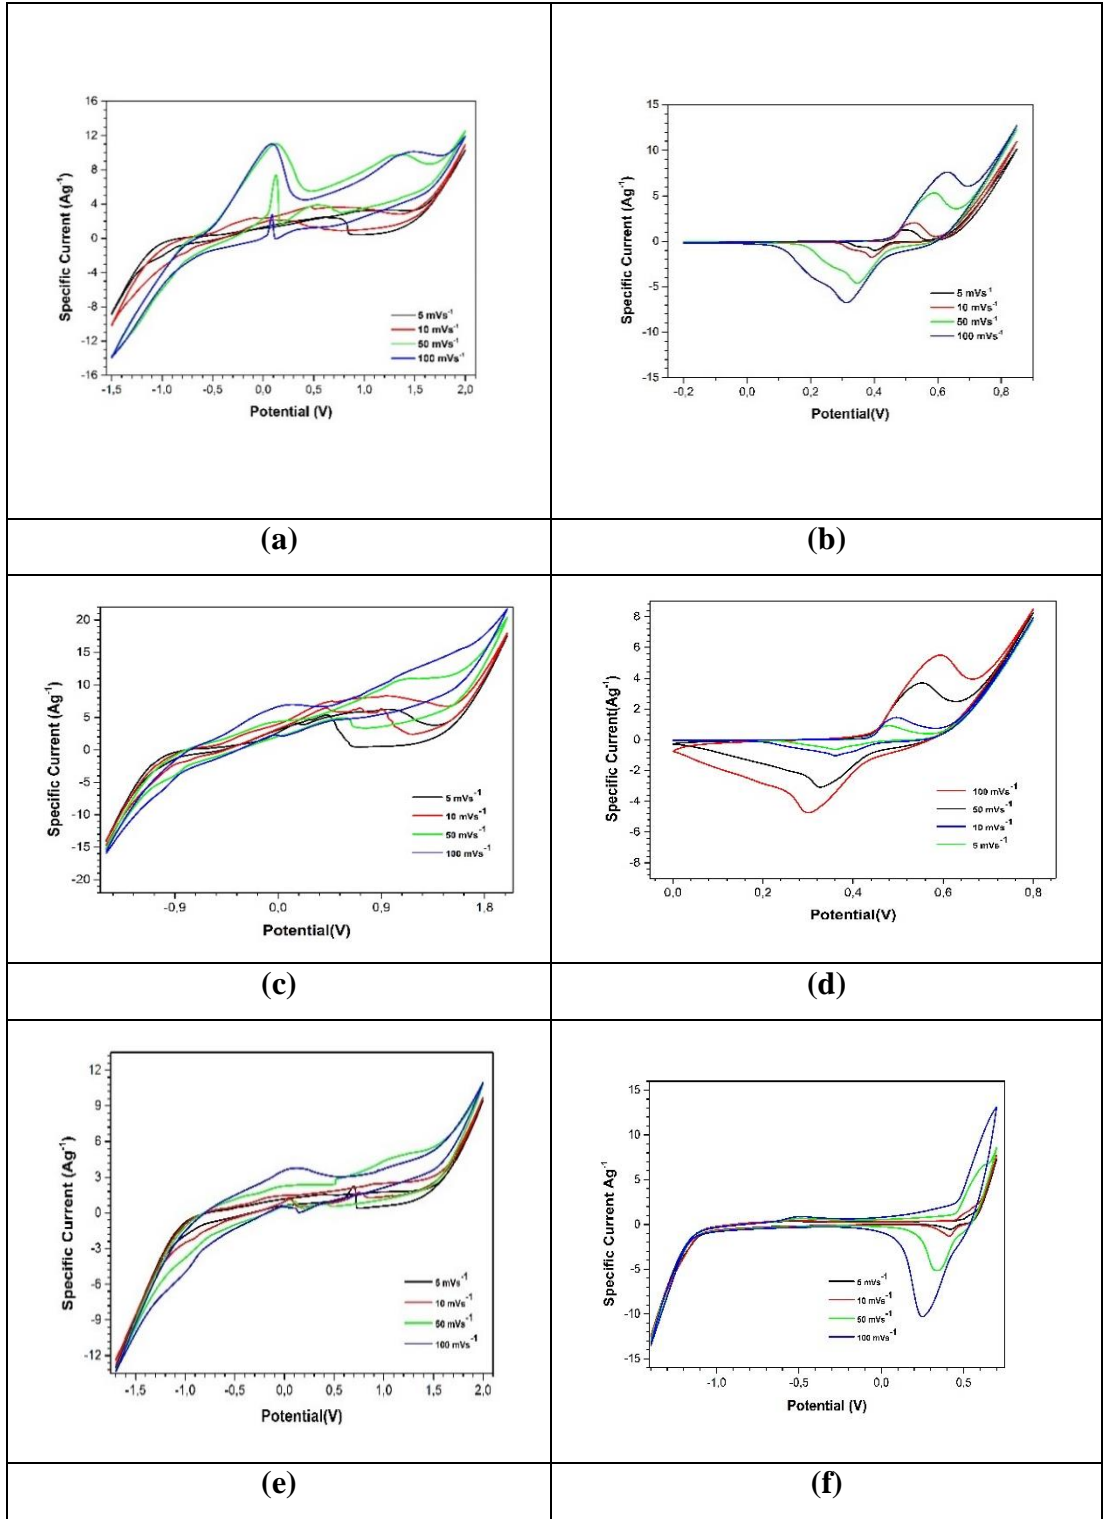 16
12
8
4
0
-4
-8
-12
-16
Specific Current (Ag-1)
5 mVs-1
10 mVs-1
50 mVs-1
100 mVs-1
-1,5 -1,0 -0,5 0,0 0,5 1,0 1,5 2,0
Potential (V)
15
10
5
0
-5
-10
-15
Specific Current (Ag-1)
5 mVs-1
10 mVs-1
50 mVs-1
100 mVs-1
-0,2 0,0 0,2 0,4 0,6 0,8
Potential(V)
(a)
(b)
20
15
10
5
0
-5
-10
-15
-20
Specific Current(Ag-1)
5 mVs-1
10 mVs-1
50 mVs-1
100 mVs-1
-0,9 0,0 0,9 1,8
Potential(V)
8
6
4
2
0
-2
-4
-6
-8
Specific Current(Ag-1)
100 mVs-1
50 mVs-1
10 mVs-1
5 mVs-1
0,0 0,2 0,4 0,6 0,8
Potential(V)
(c)
(d)
12
9
6
3
0
-3
-6
-9
-12
Specific Current (Ag-1)
5 mVs-1
10 mVs-1
50 mVs-1
100 mVs-1
-1,5 -1,0 -0,5 0,0 0,5 1,0 1,5 2,0
Potential(V)
15
10
5
0
-5
-10
-15
Specific Current Ag-1)
5 mVs-1
10 mVs-1
50 mVs-1
100 mVs-1
-1,0 0,0 0,5
Potential (V)
(e)
(f)